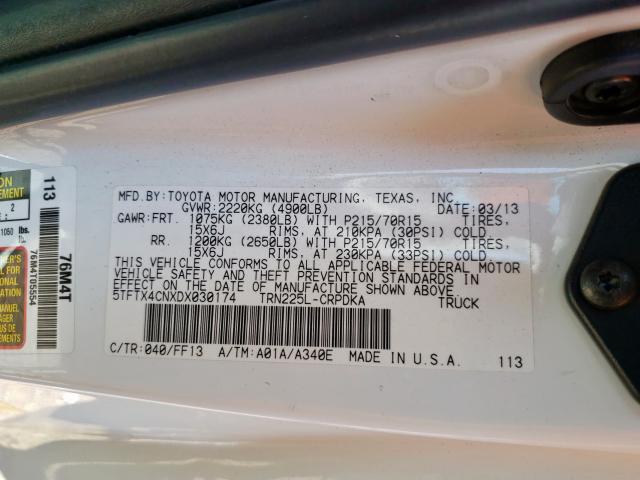 MFD.BY:TOYOTA MOTOR MANUFACTURING, TEXAS, INC.
GVWR:2220KG (4900LB) DATE:03/13
GAWR:FRT. 1075KG (2380LB) WITH P215/70R15 TIRES,
15X6J RIMS, AT 210KPA (30PSI) COLD.
RR. 1200KG (2650LB) WITH P215/70R15 TIRES,
15X6J RIMS, AT 230KPA (33PSI) COLD.
THIS VEHICLE CONFORMS TO ALL APPLICABLE FEDERAL MOTOR
VEHICLE SAFETY AND THEFT PREVENTION STANDARDS IN
EFFECT ON THE DATE OF MANUFACTURE SHOWN ABOVE.
5TFTX4CNXDX030174 TRN225L-CRPDKA TRUCK
C/TR:040/FF13 A/TM:A01A/A340E MADE IN U.S.A. 113
113
76M4T
76M4T105554
2
1050 lbs.